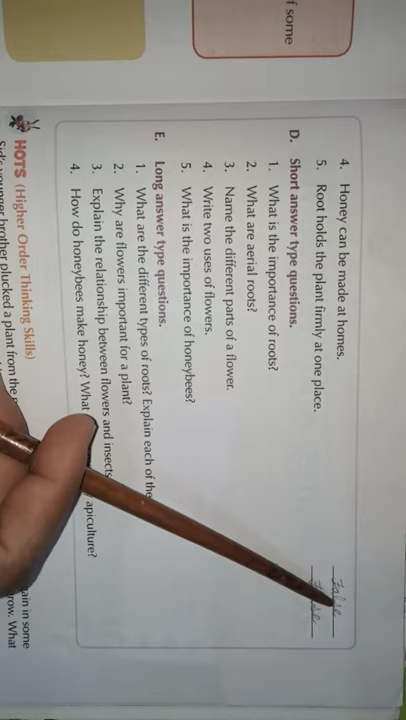 f some
4. Honey can be made at homes. False
5. Root holds the plant firmly at one place.
D. Short answer type questions.
1. What is the importance of roots?
2. What are aerial roots?
3. Name the different parts of a flower.
4. Write two uses of flowers.
5. What is the importance of honeybees?
E. Long answer type questions.
1. What are the different types of roots? Explain each of
2. Why are flowers important for a plant?
3. Explain the relationship between flowers and insects
4. How do honeybees make honey? What apiculture?
HOTS (Higher Order Thinking Skills)
Sid's younger brother plucked a plant from the
in some
row. What